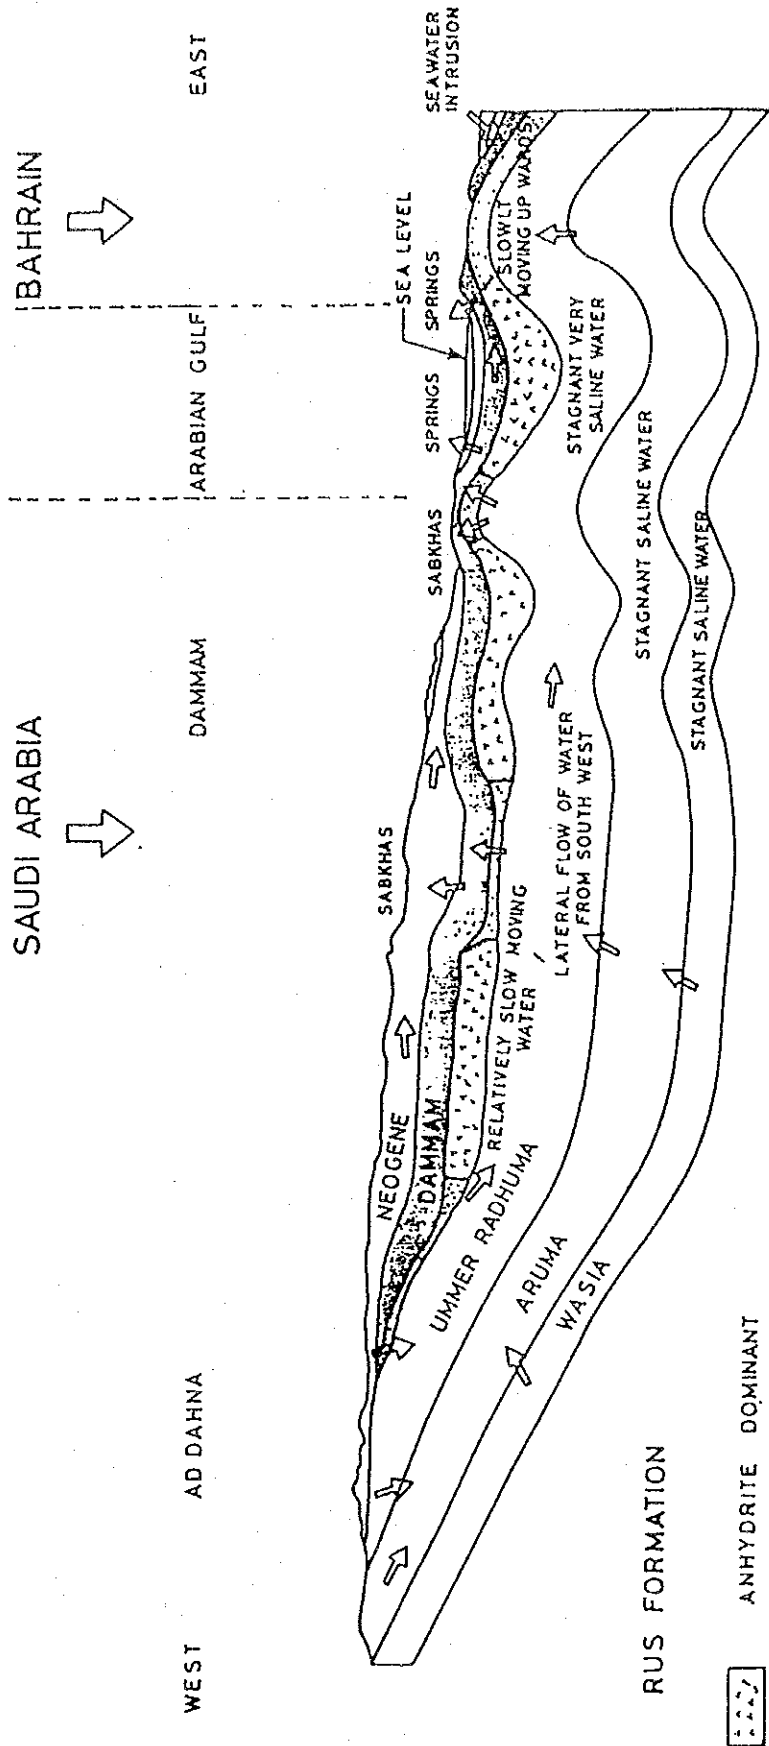 SAUDI ARABIA
BAHRAIN
WEST
AD DAHNA
DAMMAM
ARABIAN GULF
EAST
SABKHAS
SABKHAS
SPRINGS
SPRINGS
SEA LEVEL
SEAWATER
INTRUSION
NEOGENE
DAMMAM
UMMER RADHUMA
ARUMA
WASIA
RELATIVELY SLOW MOVING
WATER
LATERAL FLOW OF WATER
FROM SOUTH WEST
SLOWLT
MOVING UP WARDS
STAGNANT VERY
SALINE WATER
STAGNANT SALINE WATER
STAGNANT SALINE WATER
RUS FORMATION
ANHYDRITE DOMINANT